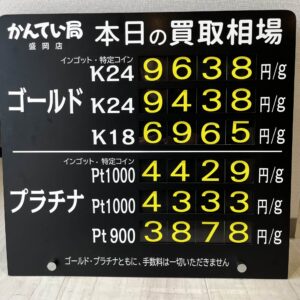 かんてい局
盛岡店
本日の買取相場
インゴット・特定コイン
K24 9638 円/g
ゴールド K24 9438 円/g
K18 6965 円/g
インゴット・特定コイン
Pt1000 4429 円/g
プラチナ Pt1000 4333 円/g
Pt900 3878 円/g
ゴールド・プラチナともに、手数料は一切いただきません